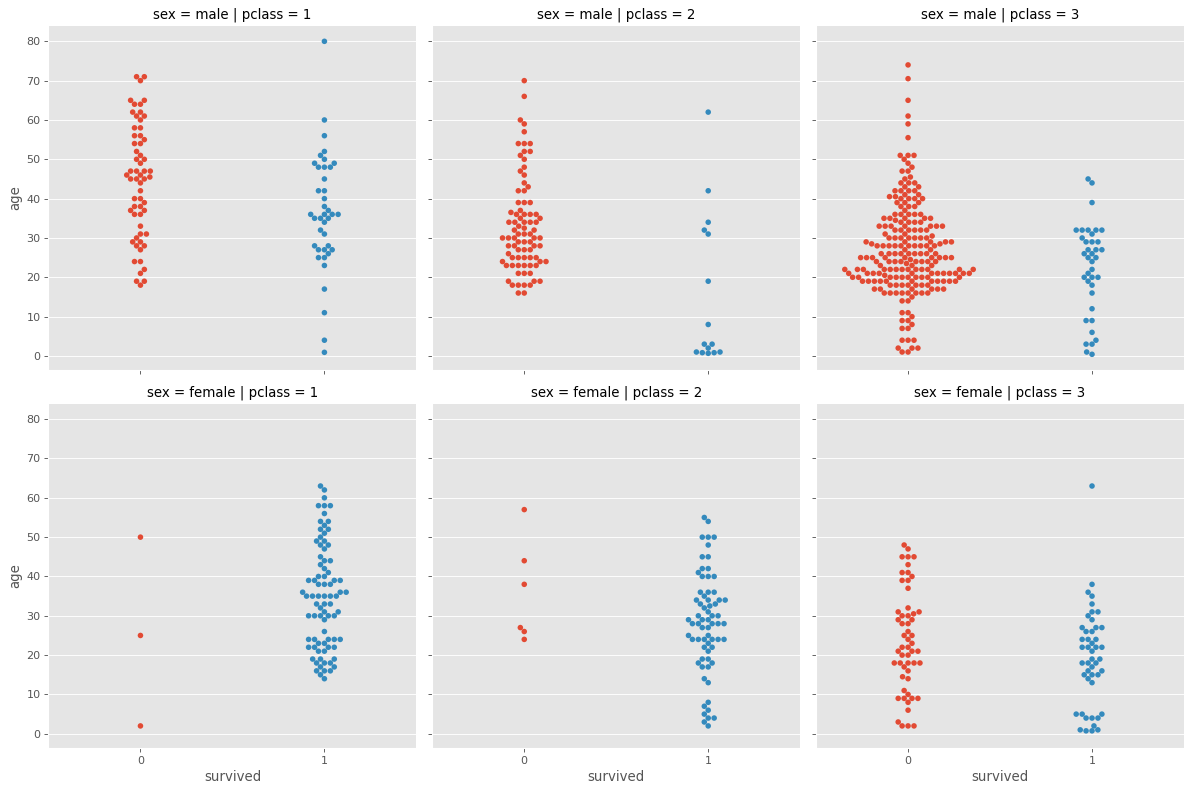 sex = male | pclass = 1
sex = male | pclass = 2
sex = male | pclass = 3
80
70
60
50
40
30
20
10
0
age
sex = female | pclass = 1
sex = female | pclass = 2
sex = female | pclass = 3
80
70
60
50
40
30
20
10
0
age
0 1
0 1
0 1
survived
survived
survived